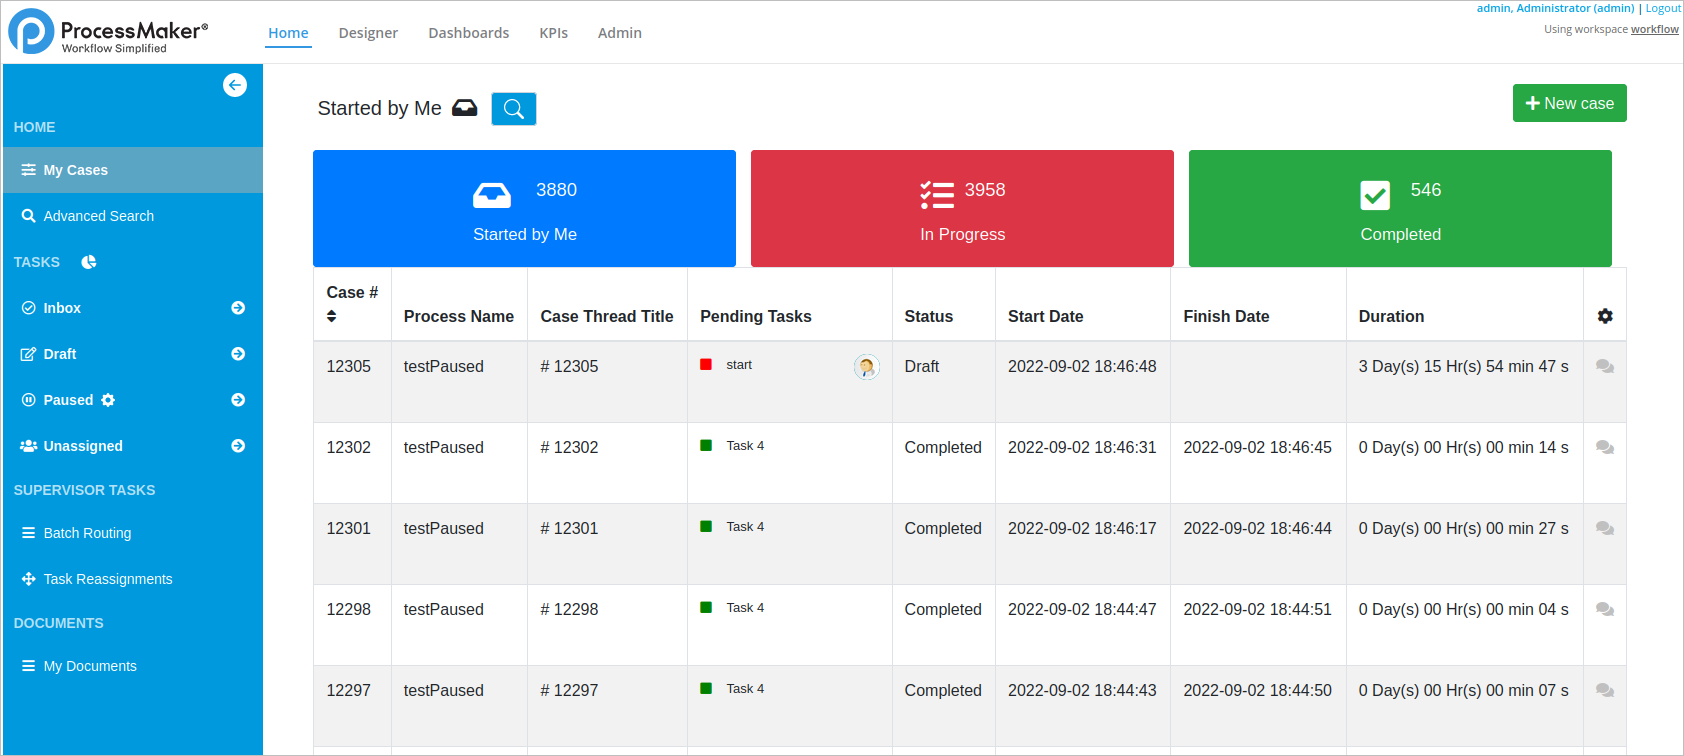 ProcessMaker®
Workflow Simplified
Home Designer Dashboards KPIs Admin
admin, Administrator (admin) | Logout
Using workspace workflow
HOME
My Cases
Advanced Search
TASKS
Inbox
Draft
Paused
Unassigned
SUPERVISOR TASKS
Batch Routing
Task Reassignments
DOCUMENTS
My Documents
Started by Me
New case
3880
Started by Me
3958
In Progress
546
Completed
Case # Process Name Case Thread Title Pending Tasks Status Start Date Finish Date Duration
12305 testPaused # 12305 start Draft 2022-09-02 18:46:48 3 Day(s) 15 Hr(s) 54 min 47 s
12302 testPaused # 12302 Task 4 Completed 2022-09-02 18:46:31 2022-09-02 18:46:45 0 Day(s) 00 Hr(s) 00 min 14 s
12301 testPaused # 12301 Task 4 Completed 2022-09-02 18:46:17 2022-09-02 18:46:44 0 Day(s) 00 Hr(s) 00 min 27 s
12298 testPaused # 12298 Task 4 Completed 2022-09-02 18:44:47 2022-09-02 18:44:51 0 Day(s) 00 Hr(s) 00 min 04 s
12297 testPaused # 12297 Task 4 Completed 2022-09-02 18:44:43 2022-09-02 18:44:50 0 Day(s) 00 Hr(s) 00 min 07 s